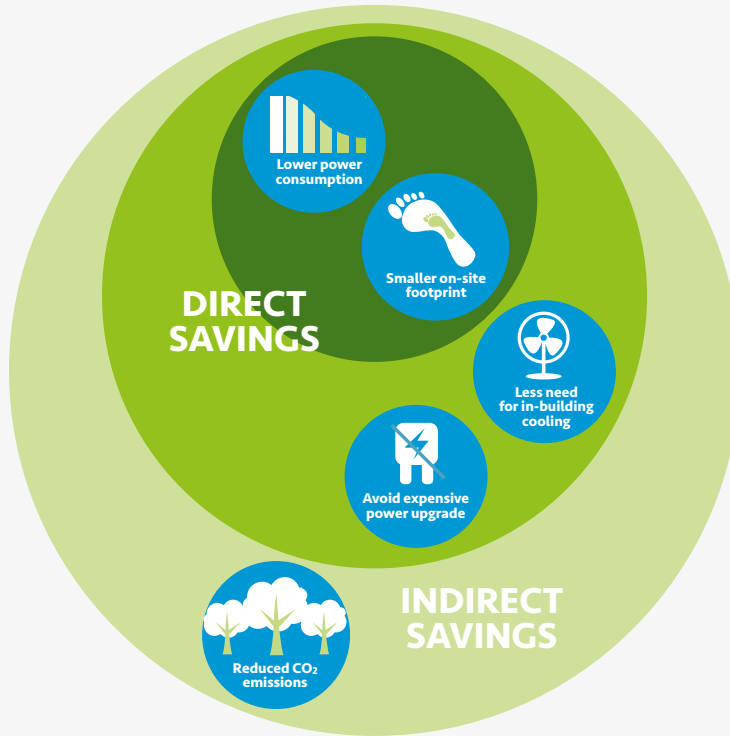 Lower power
consumption
Smaller on-site
footprint
DIRECT
SAVINGS
Less need
for in-building
cooling
Avoid expensive
power upgrade
INDIRECT
SAVINGS
Reduced CO₂
emissions